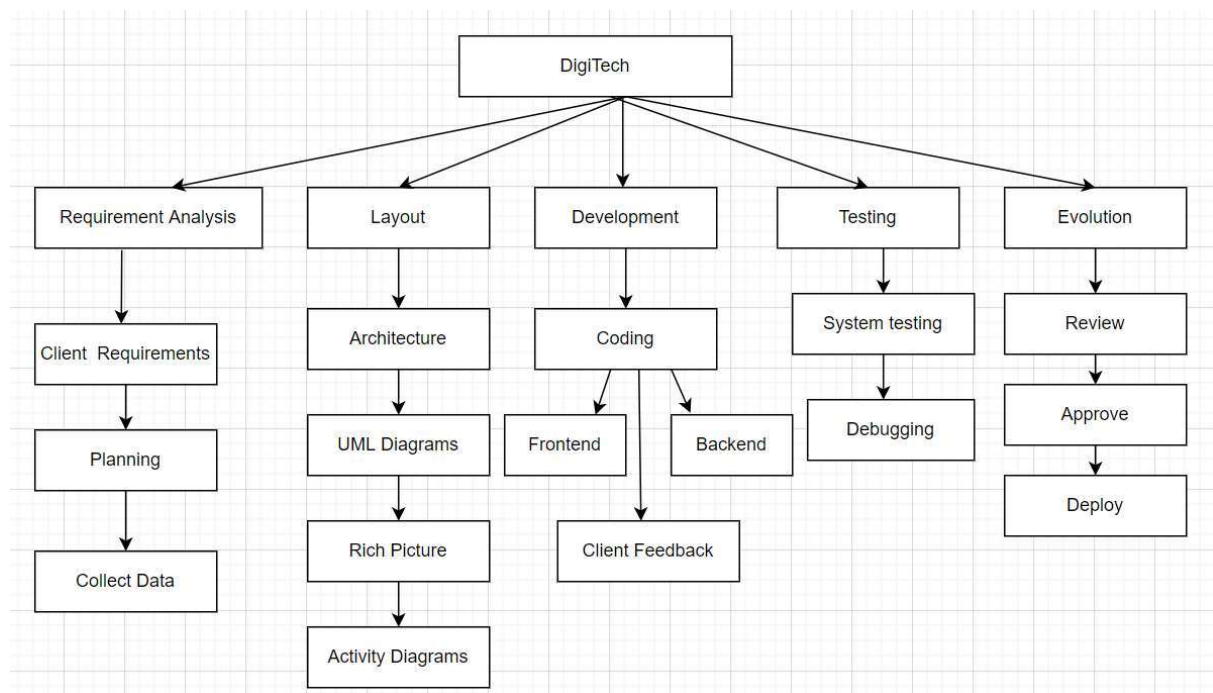 DigiTech
Requirement Analysis
Layout
Development
Testing
Evolution
Client  Requirements
Architecture
Coding
System testing
Review
Planning
UML Diagrams
Frontend
Backend
Debugging
Approve
Collect Data
Rich Picture
Client Feedback
Deploy
Activity Diagrams